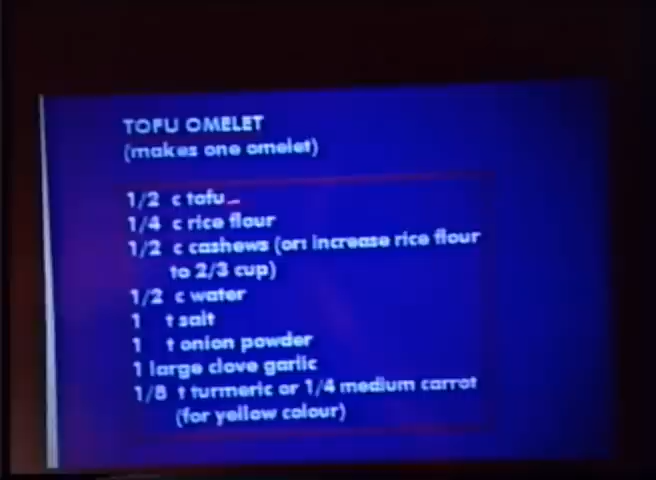 TOFU OMELET
(makes one omelet)
1/2 c tofu
1/4 c rice flour
1/2 c cashews (or: increase rice flour
to 2/3 cup)
1/2 c water
1 t salt
1 t onion powder
1 large clove garlic
1/8 t turmeric or 1/4 medium carrot
(for yellow colour)